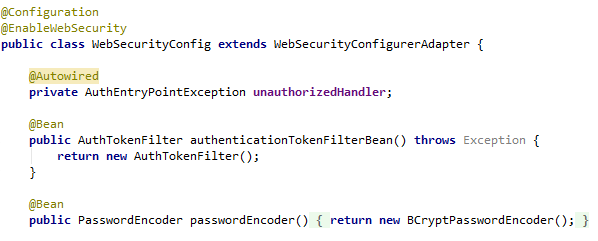 @Configuration
@EnableWebSecurity
public class WebSecurityConfig extends WebSecurityConfigurerAdapter {
@Autowired
private AuthEntryPointException unauthorizedHandler;
@Bean
public AuthTokenFilter authenticationTokenFilterBean() throws Exception {
return new AuthTokenFilter();
}
@Bean
public PasswordEncoder passwordEncoder() { return new BCryptPasswordEncoder(); }